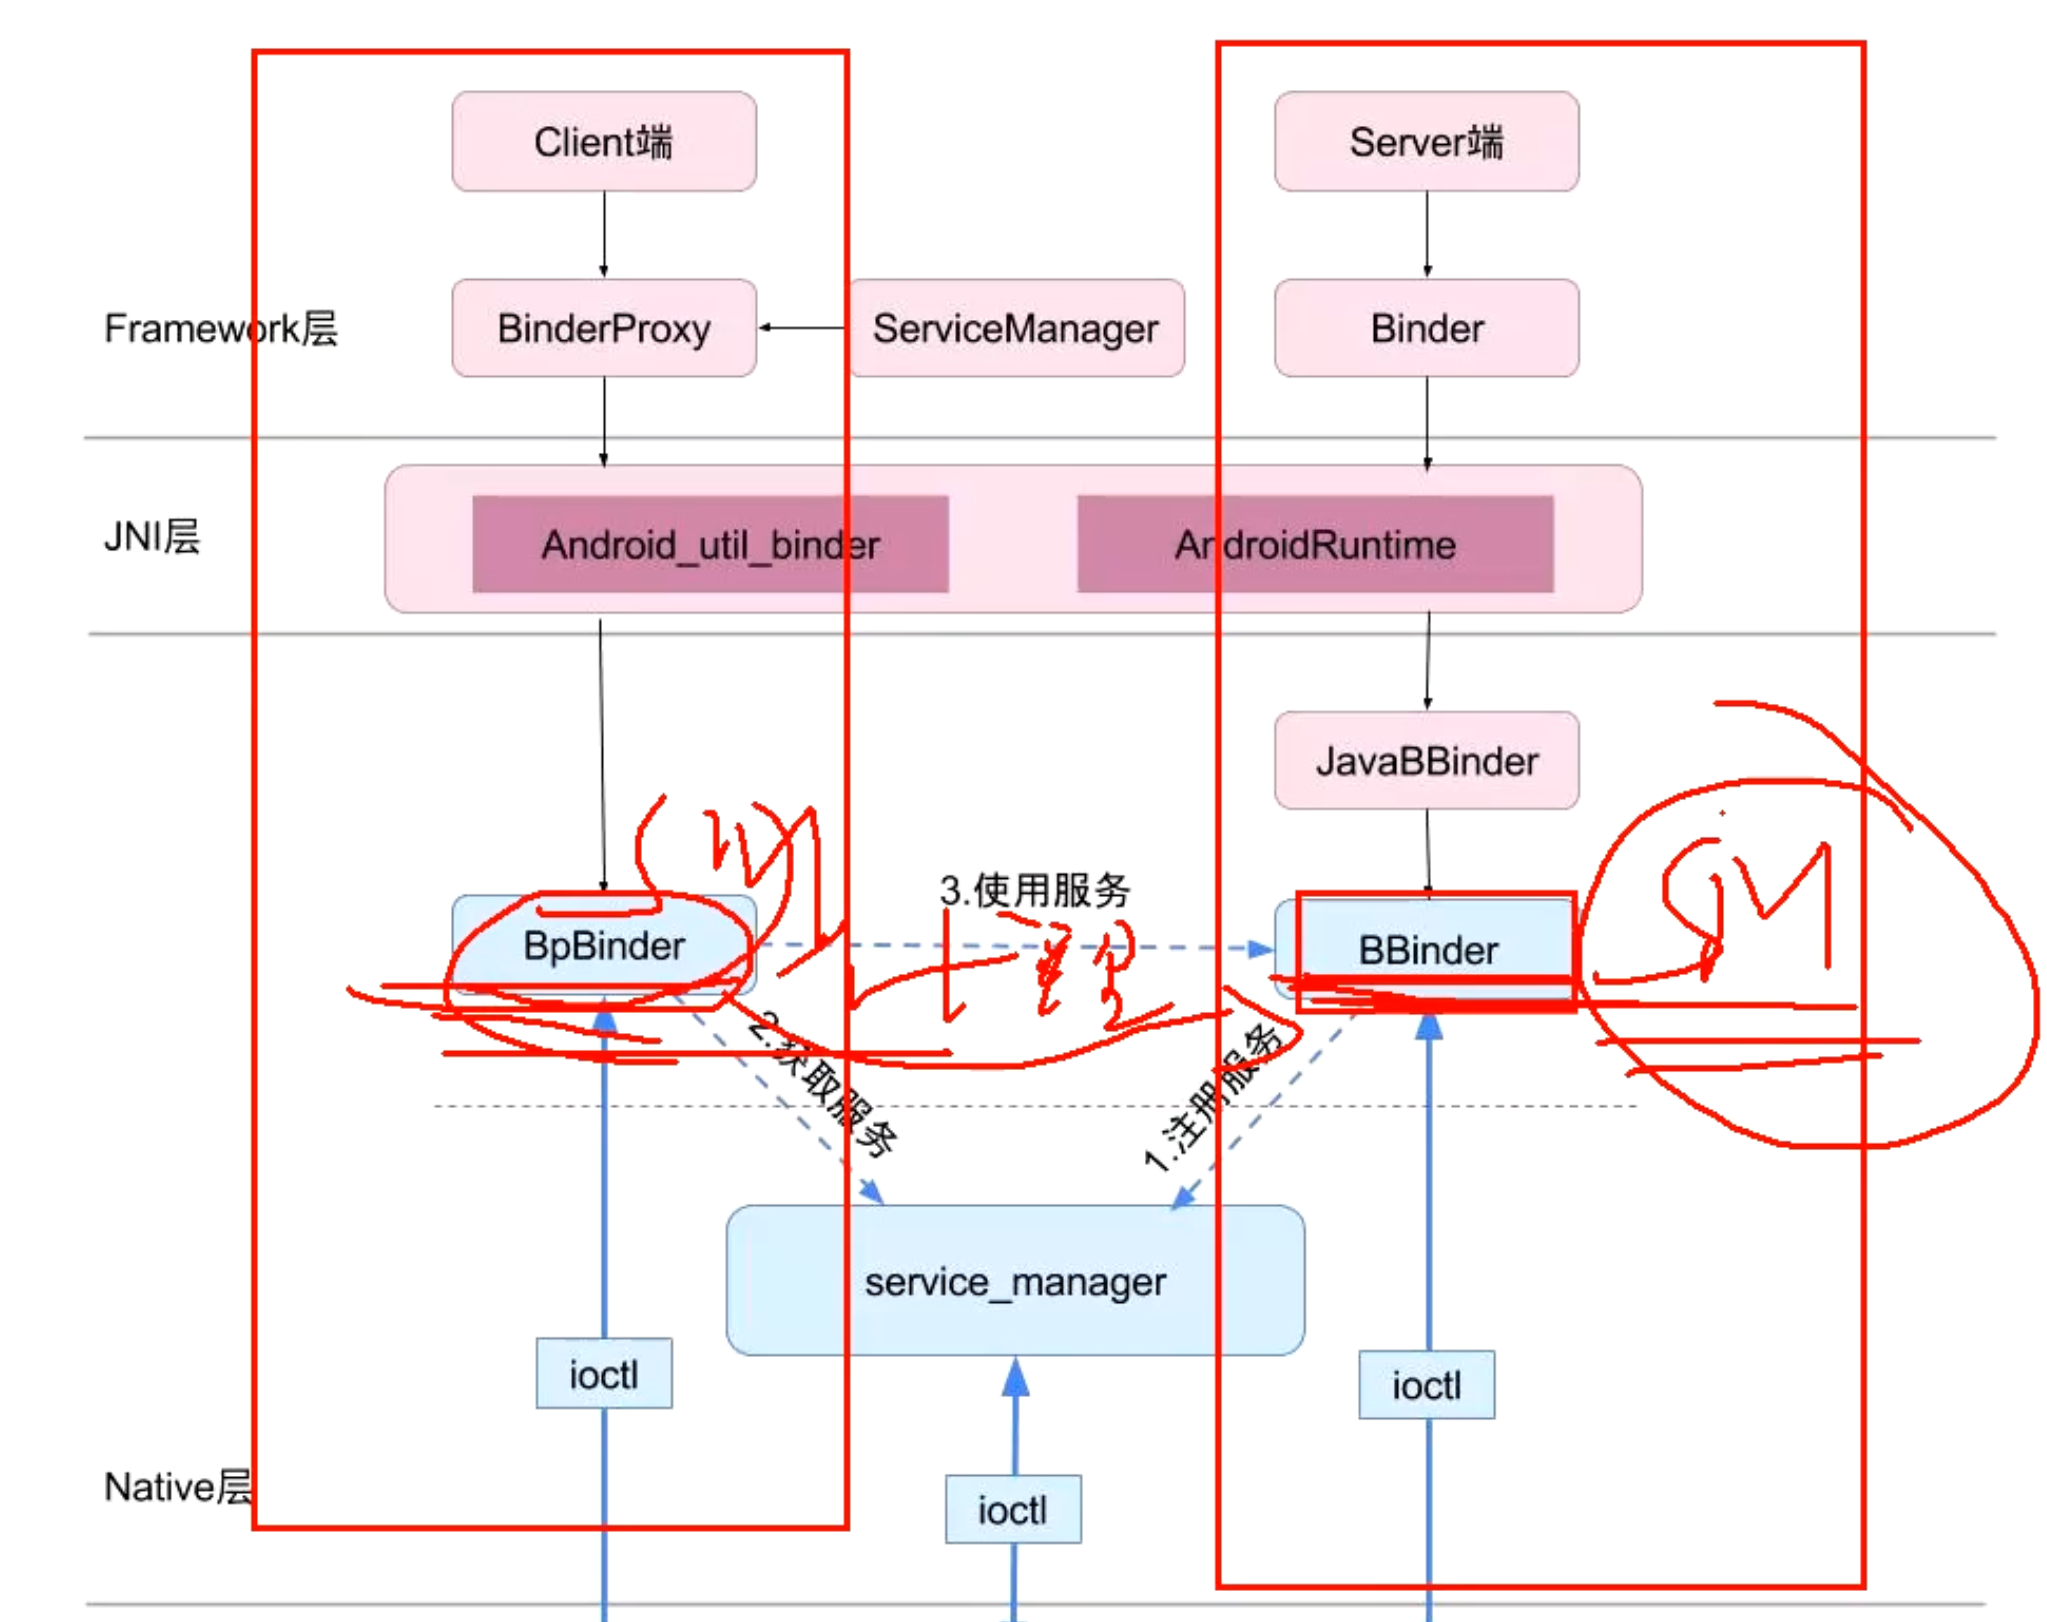 Client端
Server端
Framework层
BinderProxy
ServiceManager
Binder
JNI层
Android_util_binder
AndroidRuntime
JavaBBinder
3.使用服务
BpBinder
BBinder
SM
2.获取服务
1.注册服务
service_manager
ioctl
ioctl
Native层
ioctl